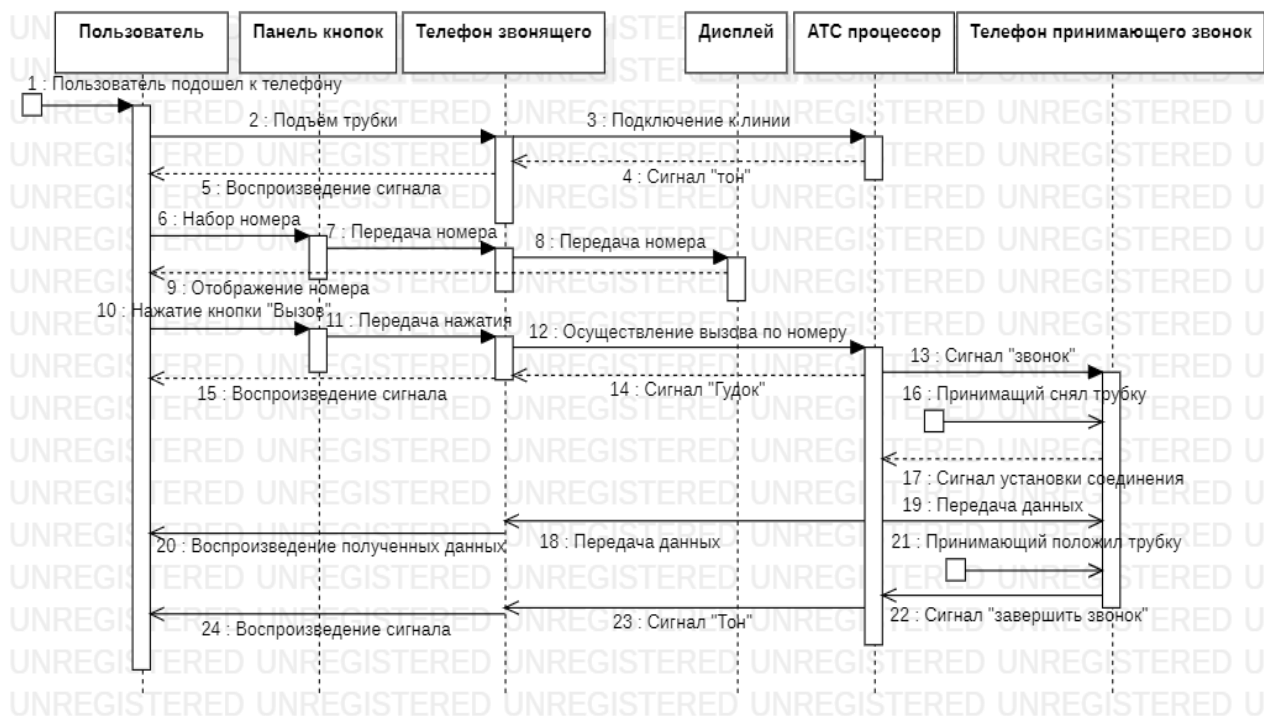 Пользователь
Панель кнопок
Телефон звонящего
Дисплей
АТС процессор
Телефон принимающего звонок
1 : Пользователь подошел к телефону
2 : Подъём трубки
3 : Подключение к линии
4 : Сигнал "тон"
5 : Воспроизведение сигнала
6 : Набор номера
7 : Передача номера
8 : Передача номера
9 : Отображение номера
10 : Нажатие кнопки "Вызов"
11 : Передача нажатия
12 : Осуществление вызова по номеру
13 : Сигнал "звонок"
14 : Сигнал "Гудок"
15 : Воспроизведение сигнала
16 : Принимащий снял трубку
17 : Сигнал установки соединения
19 : Передача данных
18 : Передача данных
20 : Воспроизведение полученных данных
21 : Принимающий положил трубку
22 : Сигнал "завершить звонок"
23 : Сигнал "Тон"
24 : Воспроизведение сигнала
UNREGISTERED